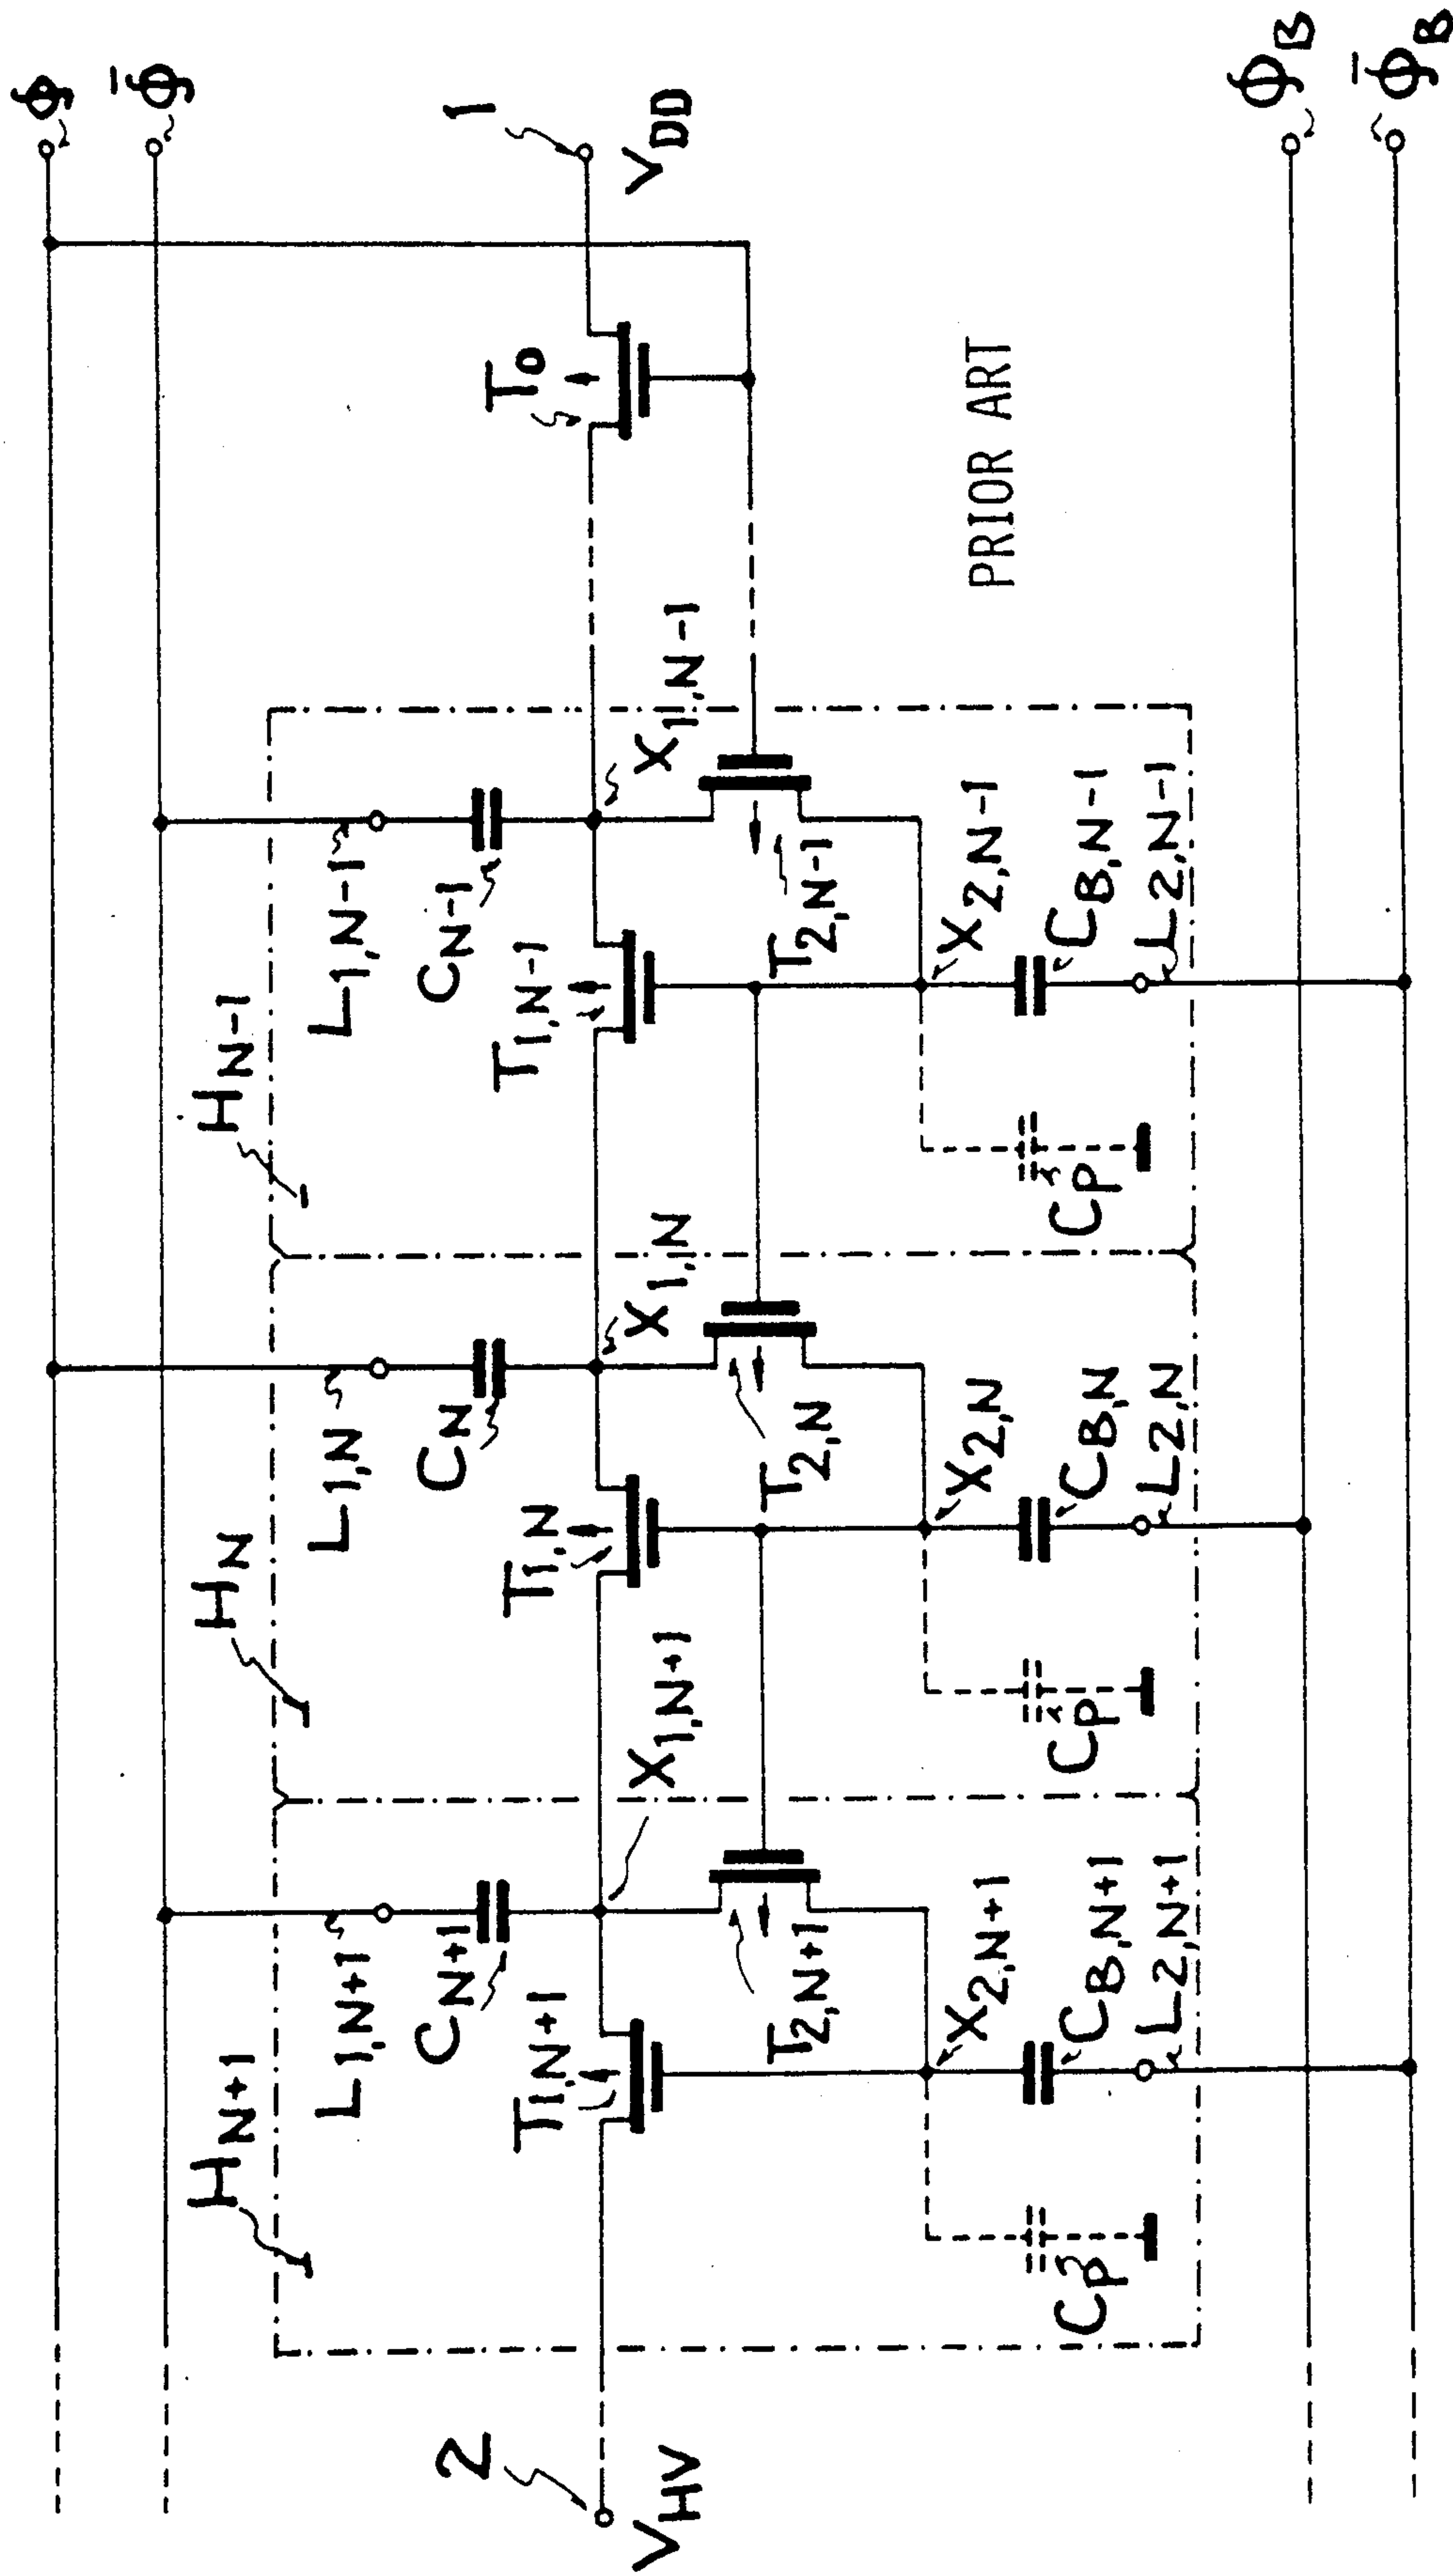 ϕ
ϕ̄
1
V_DD
T_0
PRIOR ART
ϕ_B
ϕ̄_B
H_N-1
L_1,N-1
C_N-1
X_1,N-1
T_1,N-1
T_2,N-1
X_2,N-1
C_B,N-1
L_2,N-1
C_P
H_N
L_1,N
C_N
X_1,N
T_1,N
T_2,N
X_2,N
C_B,N
L_2,N
C_P
H_N+1
L_1,N+1
C_N+1
X_1,N+1
T_1,N+1
T_2,N+1
X_2,N+1
C_B,N+1
L_2,N+1
C_P
2
V_HV